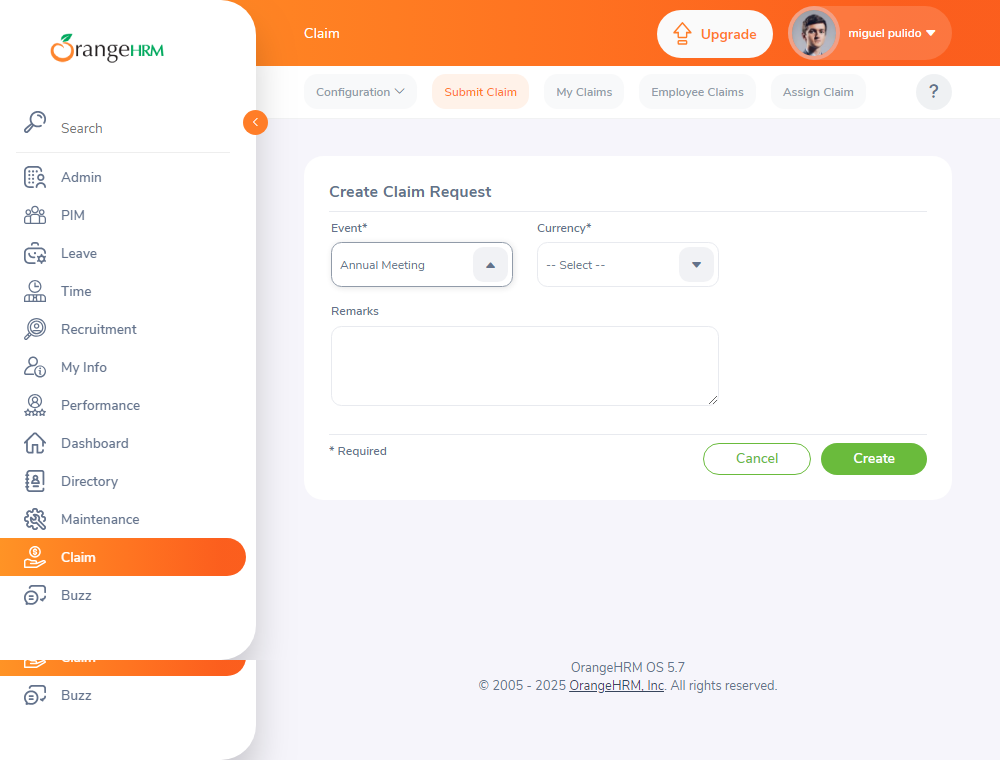 OrangeHRM
Claim
Upgrade
miguel pulido
Configuration
Submit Claim
My Claims
Employee Claims
Assign Claim
?
Search
Admin
PIM
Leave
Time
Recruitment
My Info
Performance
Dashboard
Directory
Maintenance
Claim
Buzz
Claim
Buzz
Create Claim Request
Event*
Currency*
Annual Meeting
-- Select --
Remarks
* Required
Cancel
Create
OrangeHRM OS 5.7
© 2005 - 2025 OrangeHRM, Inc. All rights reserved.